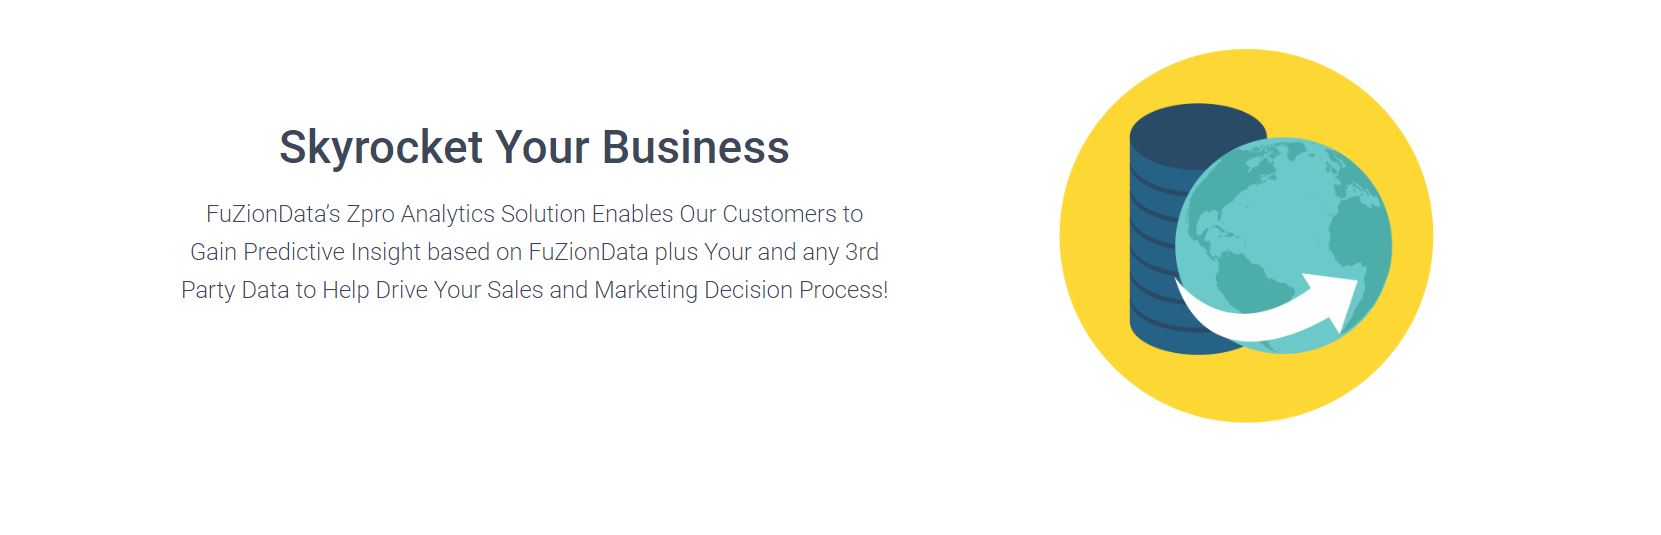 Skyrocket Your Business
FuZionData’s Zpro Analytics Solution Enables Our Customers to
Gain Predictive Insight based on FuZionData plus Your and any 3rd
Party Data to Help Drive Your Sales and Marketing Decision Process!